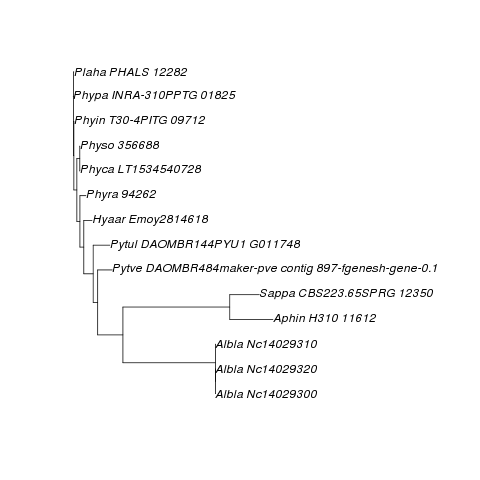 Plaha PHALS 12282
Phypa INRA-310PPTG 01825
Phyin T30-4PITG 09712
Physo 356688
Phyca LT1534540728
Phyra 94262
Hyaar Emoy2814618
Pytul DAOMBR144PYU1 G011748
Pytve DAOMBR484maker-pve contig 897-fgenesh-gene-0.1
Sappa CBS223.65SPRG 12350
Aphin H310 11612
Albla Nc14029310
Albla Nc14029320
Albla Nc14029300